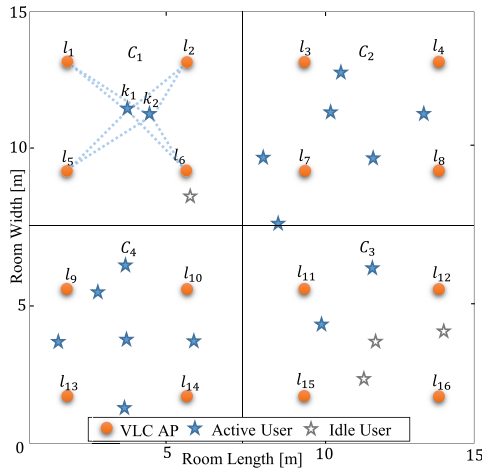 15
l₁ C₁ l₂ l₃ C₂ l₄
k₁ k₂
10
l₅ l₆ l₇ l₈
Room Width [m]
C₄ C₃
l₉ l₁₀ l₁₁ l₁₂
5
l₁₃ l₁₄ l₁₅ l₁₆
VLC AP Active User Idle User
0 5 10 15
Room Length [m]